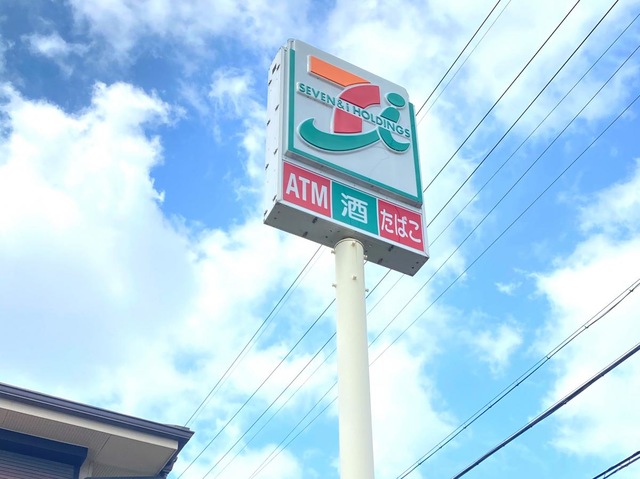 SEVEN & i HOLDINGS
ATM 酒 たばこ